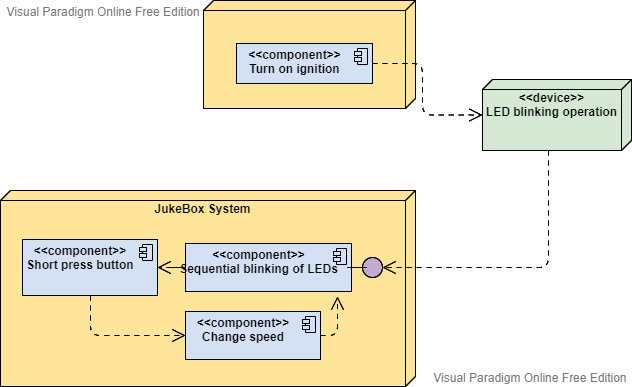 Visual Paradigm Online Free Edition
<<component>>
Turn on ignition
<<device>>
LED blinking operation
JukeBox System
<<component>>
Short press button
<<component>>
Sequential blinking of LEDs
<<component>>
Change speed
Visual Paradigm Online Free Edition